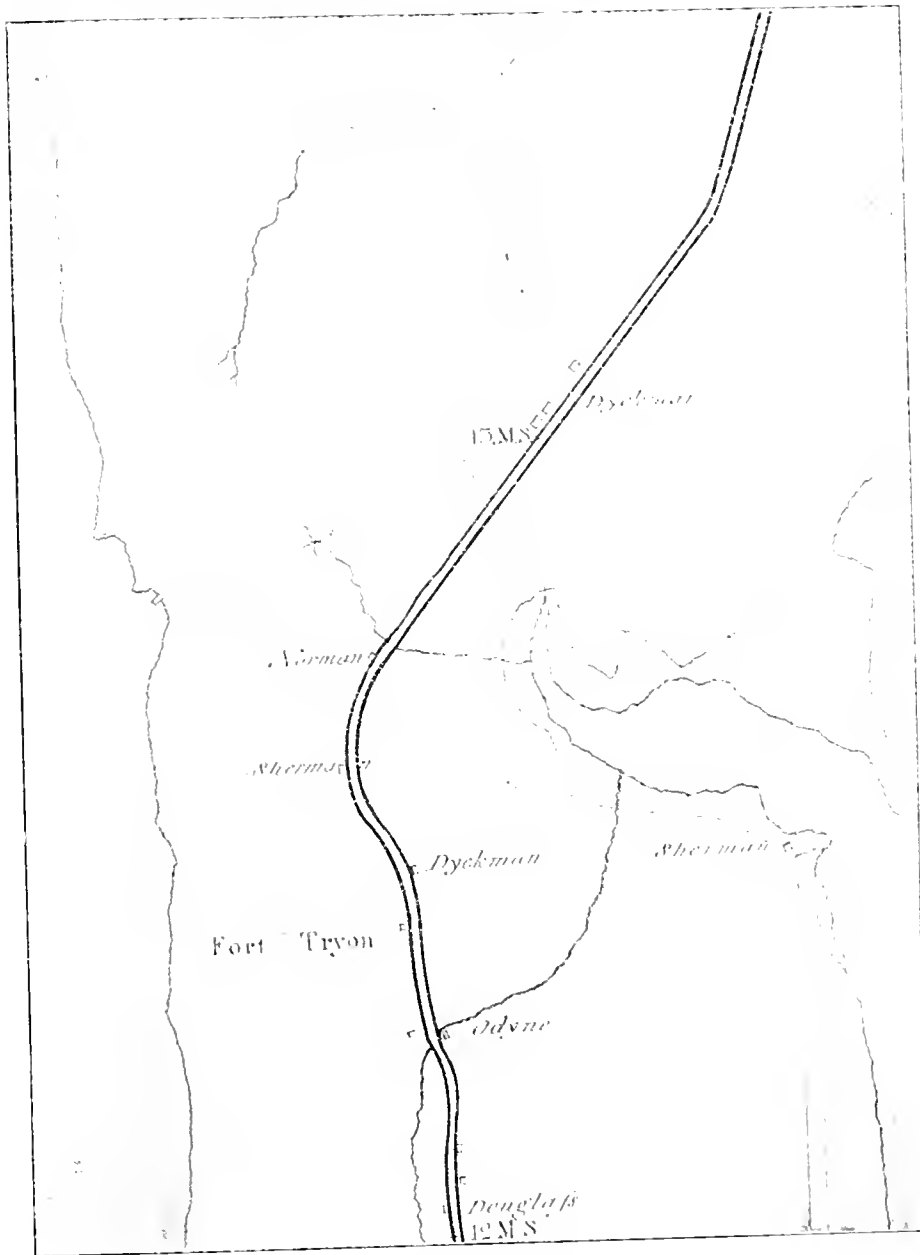 Dyckman
13.M.S.
Norman
Sherman
Dyckman
Sherman
Fort Tryon
Odyne
Douglaſs
12 M S